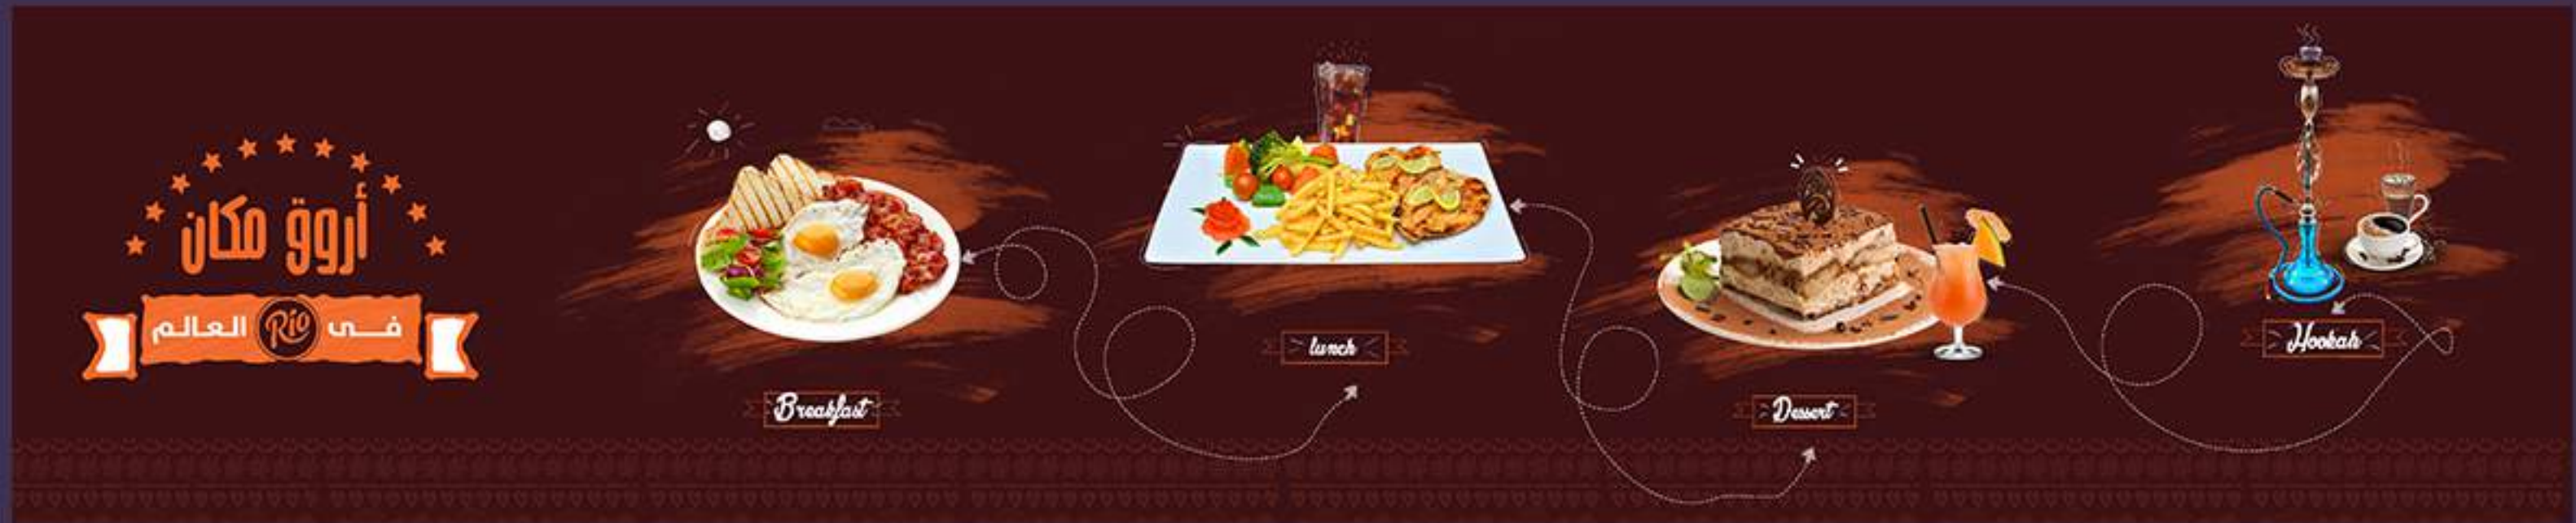 أروق مكان
فى Rio العالم
Breakfast
lunch
Dessert
Hookah